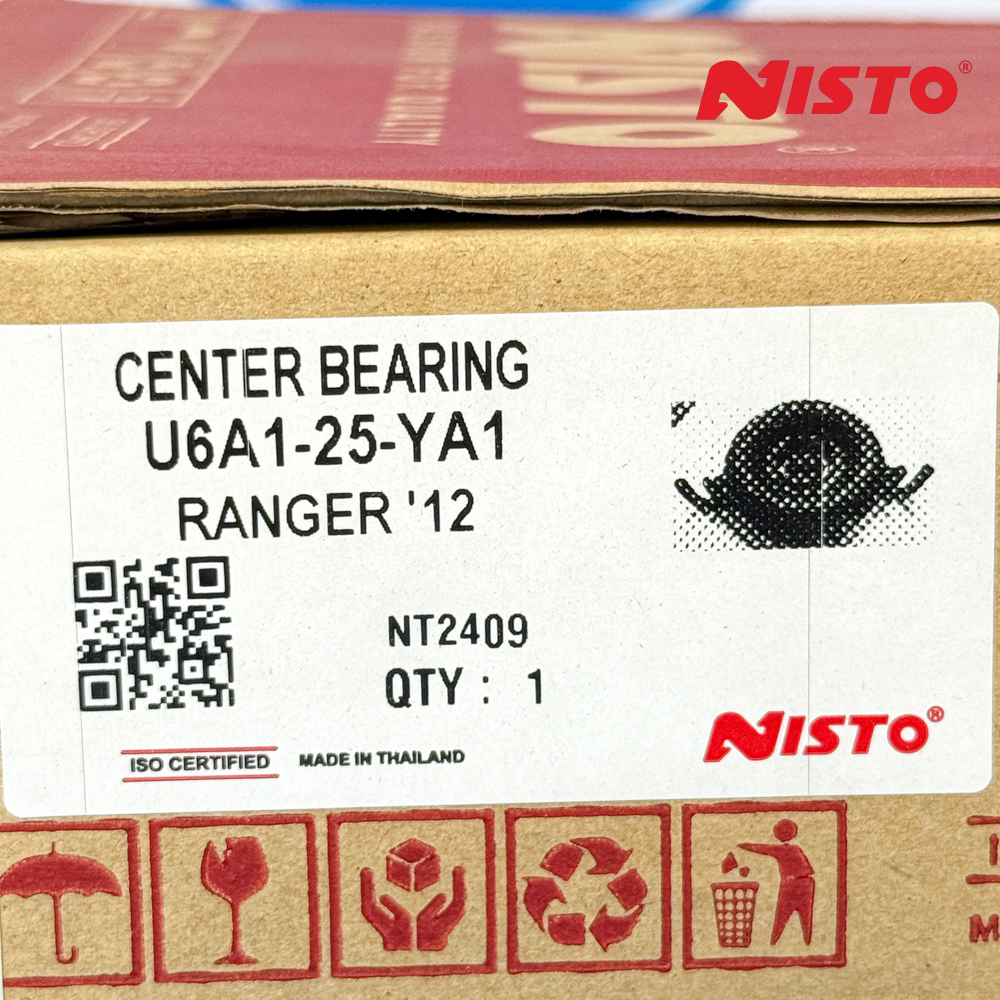 NISTO®
CENTER BEARING
U6A1-25-YA1
RANGER '12
NT2409
QTY : 1
NISTO®
ISO CERTIFIED
MADE IN THAILAND